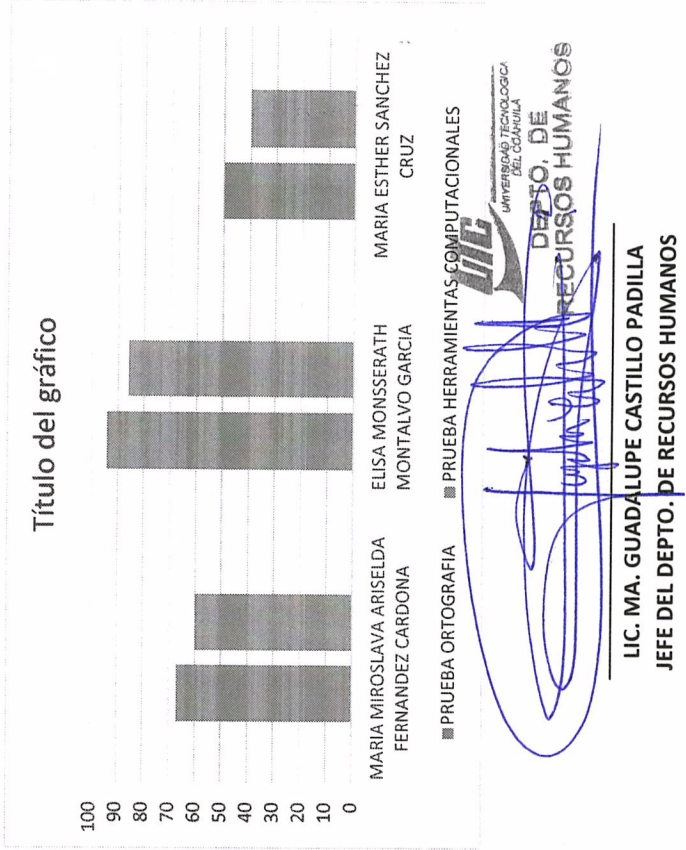 Título del gráfico
100
90
80
70
60
50
40
30
20
10
0
MARIA MIROSLAVA ARISELDA
FERNANDEZ CARDONA
ELISA MONSSERATH
MONTALVO GARCIA
MARIA ESTHER SANCHEZ
CRUZ
PRUEBA ORTOGRAFIA
PRUEBA HERRAMIENTAS COMPUTACIONALES
UTC
UNIVERSIDAD TECNOLOGICA
DEL COAHUILA
DEPTO. DE
RECURSOS HUMANOS
LIC. MA. GUADALUPE CASTILLO PADILLA
JEFE DEL DEPTO. DE RECURSOS HUMANOS